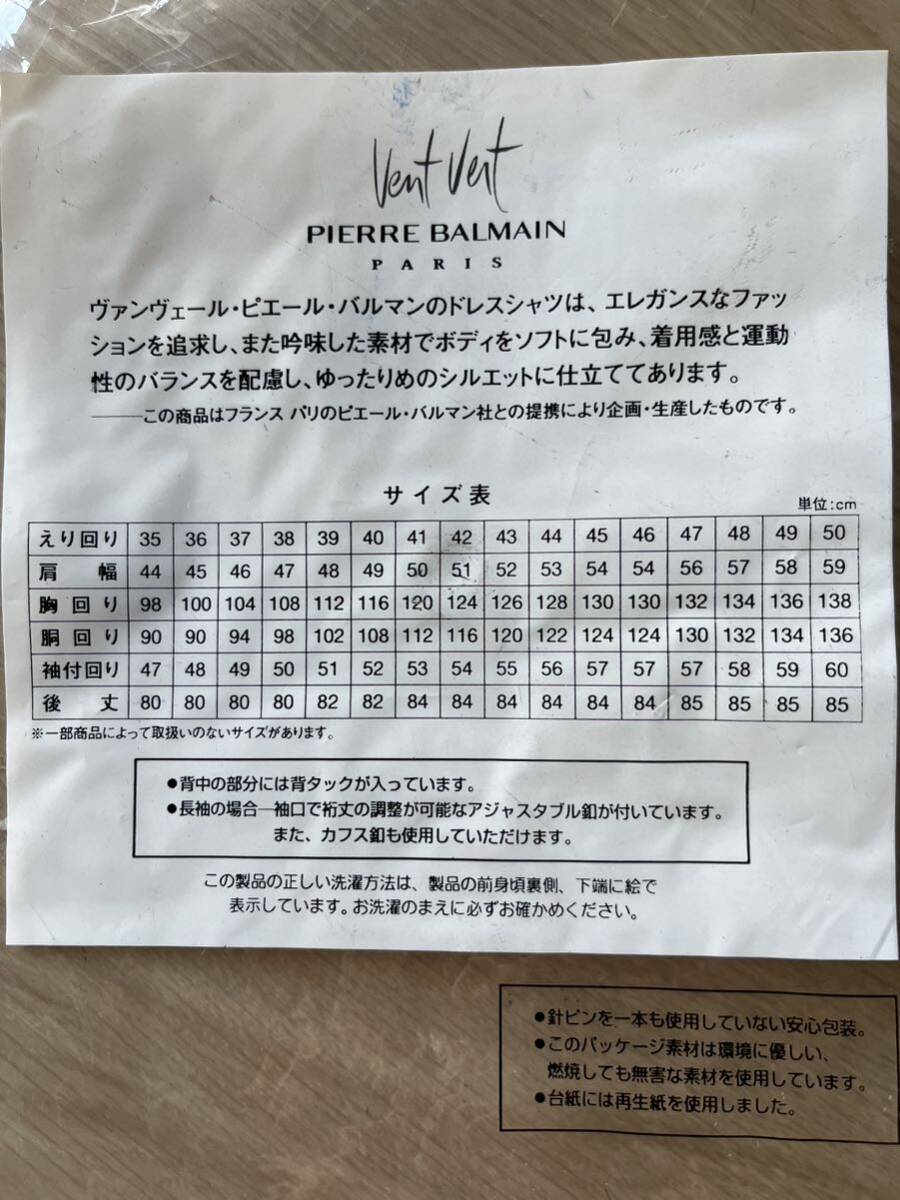 Vent Vert
PIERRE BALMAIN
PARIS
ヴァンヴェール・ピエール・バルマンのドレスシャツは、エレガンスなファッ
ションを追求し、また吟味した素材でボディをソフトに包み、着用感と運動
性のバランスを配慮し、ゆったりめのシルエットに仕立ててあります。
――この商品はフランス パリのピエール・バルマン社との提携により企画・生産したものです。
サイズ表
単位:cm
えり回り 35 36 37 38 39 40 41 42 43 44 45 46 47 48 49 50
肩幅 44 45 46 47 48 49 50 51 52 53 54 54 56 57 58 59
胸回り 98 100 104 108 112 116 120 124 126 128 130 130 132 134 136 138
胴回り 90 90 94 98 102 108 112 116 120 122 124 124 130 132 134 136
袖付回り 47 48 49 50 51 52 53 54 55 56 57 57 57 58 59 60
後丈 80 80 80 80 82 82 84 84 84 84 84 84 85 85 85 85
※一部商品によって取扱いのないサイズがあります。
●背中の部分には背タックが入っています。
●長袖の場合―袖口で裄丈の調整が可能なアジャスタブル釦が付いています。
また、カフス釦も使用していただけます。
この製品の正しい洗濯方法は、製品の前身頃裏側、下端に絵で
表示しています。お洗濯のまえに必ずお確かめください。
●針ピンを一本も使用していない安心包装。
●このパッケージ素材は環境に優しい、
燃焼しても無害な素材を使用しています。
●台紙には再生紙を使用しました。